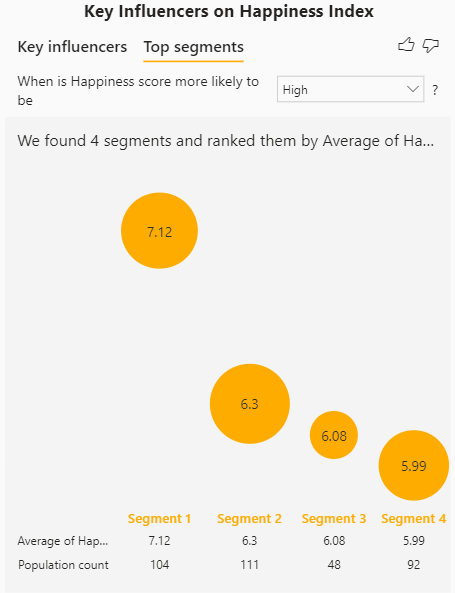 Key Influencers on Happiness Index
Key influencers Top segments
When is Happiness score more likely to
be
High
?
We found 4 segments and ranked them by Average of Ha...
7.12
6.3
6.08
5.99
Segment 1 Segment 2 Segment 3 Segment 4
Average of Hap... 7.12 6.3 6.08 5.99
Population count 104 111 48 92